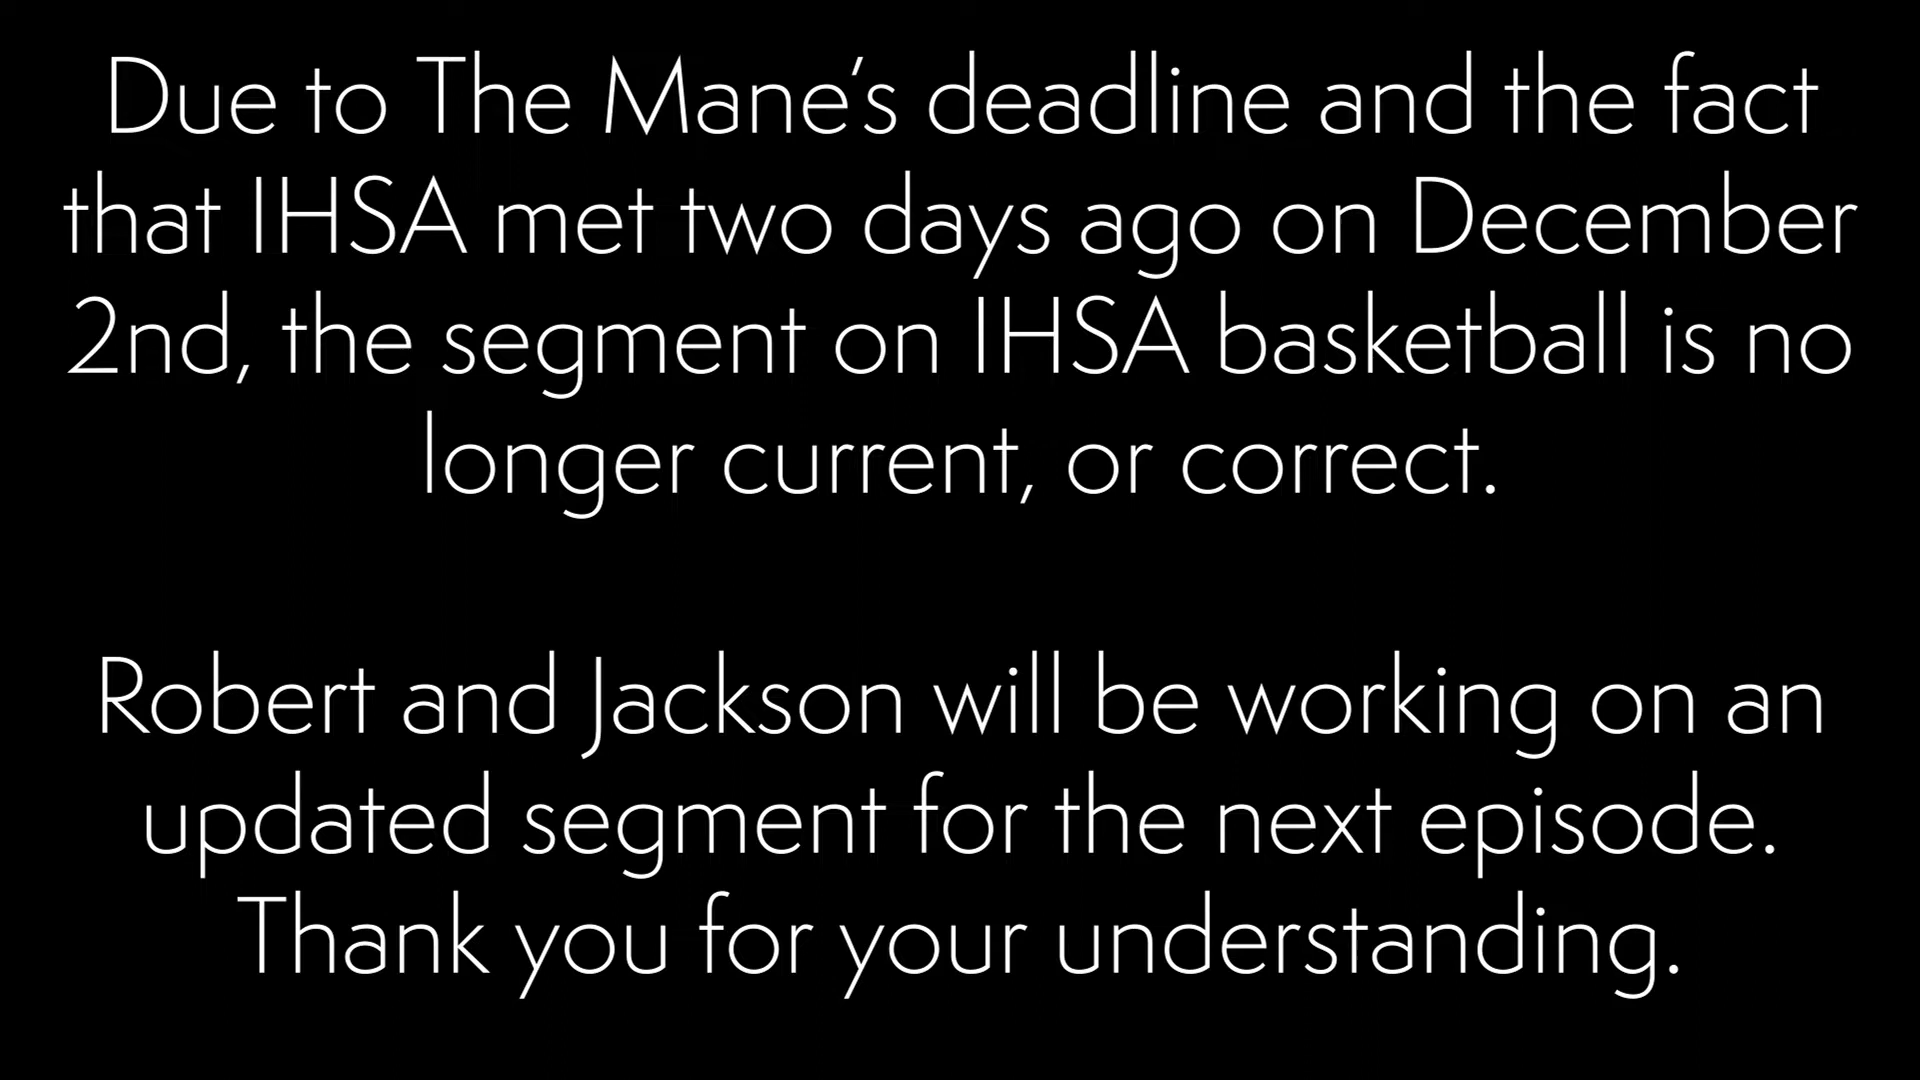 Due to The Mane’s deadline and the fact
that IHSA met two days ago on December
2nd, the segment on IHSA basketball is no
longer current, or correct.
Robert and Jackson will be working on an
updated segment for the next episode.
Thank you for your understanding.